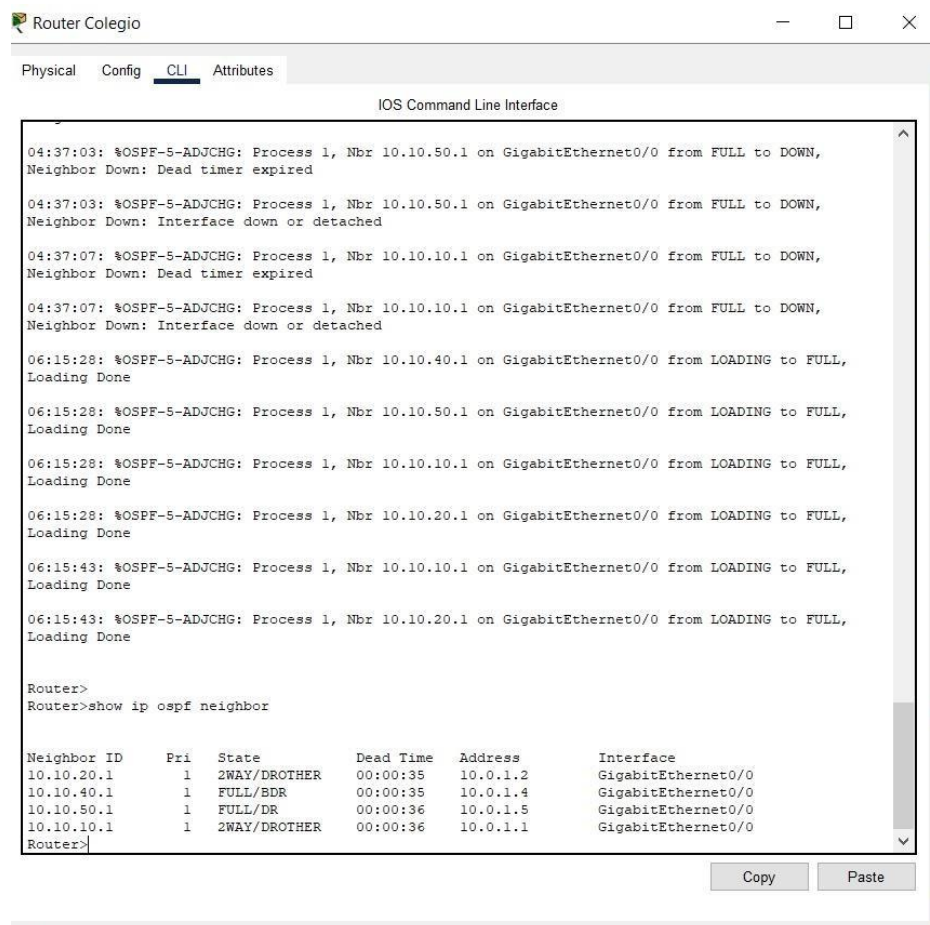 Router Colegio
Physical Config CLI Attributes
IOS Command Line Interface
04:37:03: %OSPF-5-ADJCHG: Process 1, Nbr 10.10.50.1 on GigabitEthernet0/0 from FULL to DOWN,
Neighbor Down: Dead timer expired
04:37:03: %OSPF-5-ADJCHG: Process 1, Nbr 10.10.50.1 on GigabitEthernet0/0 from FULL to DOWN,
Neighbor Down: Interface down or detached
04:37:07: %OSPF-5-ADJCHG: Process 1, Nbr 10.10.10.1 on GigabitEthernet0/0 from FULL to DOWN,
Neighbor Down: Dead timer expired
04:37:07: %OSPF-5-ADJCHG: Process 1, Nbr 10.10.10.1 on GigabitEthernet0/0 from FULL to DOWN,
Neighbor Down: Interface down or detached
06:15:28: %OSPF-5-ADJCHG: Process 1, Nbr 10.10.40.1 on GigabitEthernet0/0 from LOADING to FULL,
Loading Done
06:15:28: %OSPF-5-ADJCHG: Process 1, Nbr 10.10.50.1 on GigabitEthernet0/0 from LOADING to FULL,
Loading Done
06:15:28: %OSPF-5-ADJCHG: Process 1, Nbr 10.10.10.1 on GigabitEthernet0/0 from LOADING to FULL,
Loading Done
06:15:28: %OSPF-5-ADJCHG: Process 1, Nbr 10.10.20.1 on GigabitEthernet0/0 from LOADING to FULL,
Loading Done
06:15:43: %OSPF-5-ADJCHG: Process 1, Nbr 10.10.10.1 on GigabitEthernet0/0 from LOADING to FULL,
Loading Done
06:15:43: %OSPF-5-ADJCHG: Process 1, Nbr 10.10.20.1 on GigabitEthernet0/0 from LOADING to FULL,
Loading Done
Router>
Router>show ip ospf neighbor
Neighbor ID Pri State Dead Time Address Interface
10.10.20.1 1 2WAY/DROTHER 00:00:35 10.0.1.2 GigabitEthernet0/0
10.10.40.1 1 FULL/BDR 00:00:35 10.0.1.4 GigabitEthernet0/0
10.10.50.1 1 FULL/DR 00:00:36 10.0.1.5 GigabitEthernet0/0
10.10.10.1 1 2WAY/DROTHER 00:00:36 10.0.1.1 GigabitEthernet0/0
Router>
Copy Paste